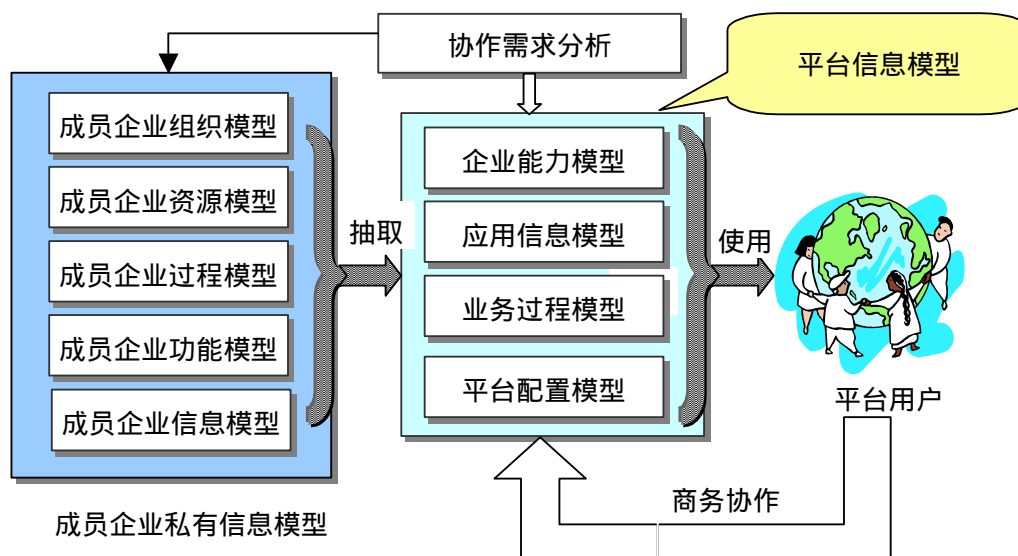 协作需求分析
平台信息模型
成员企业组织模型
成员企业资源模型
成员企业过程模型
成员企业功能模型
成员企业信息模型
成员企业私有信息模型
抽取
企业能力模型
应用信息模型
业务过程模型
平台配置模型
使用
平台用户
商务协作